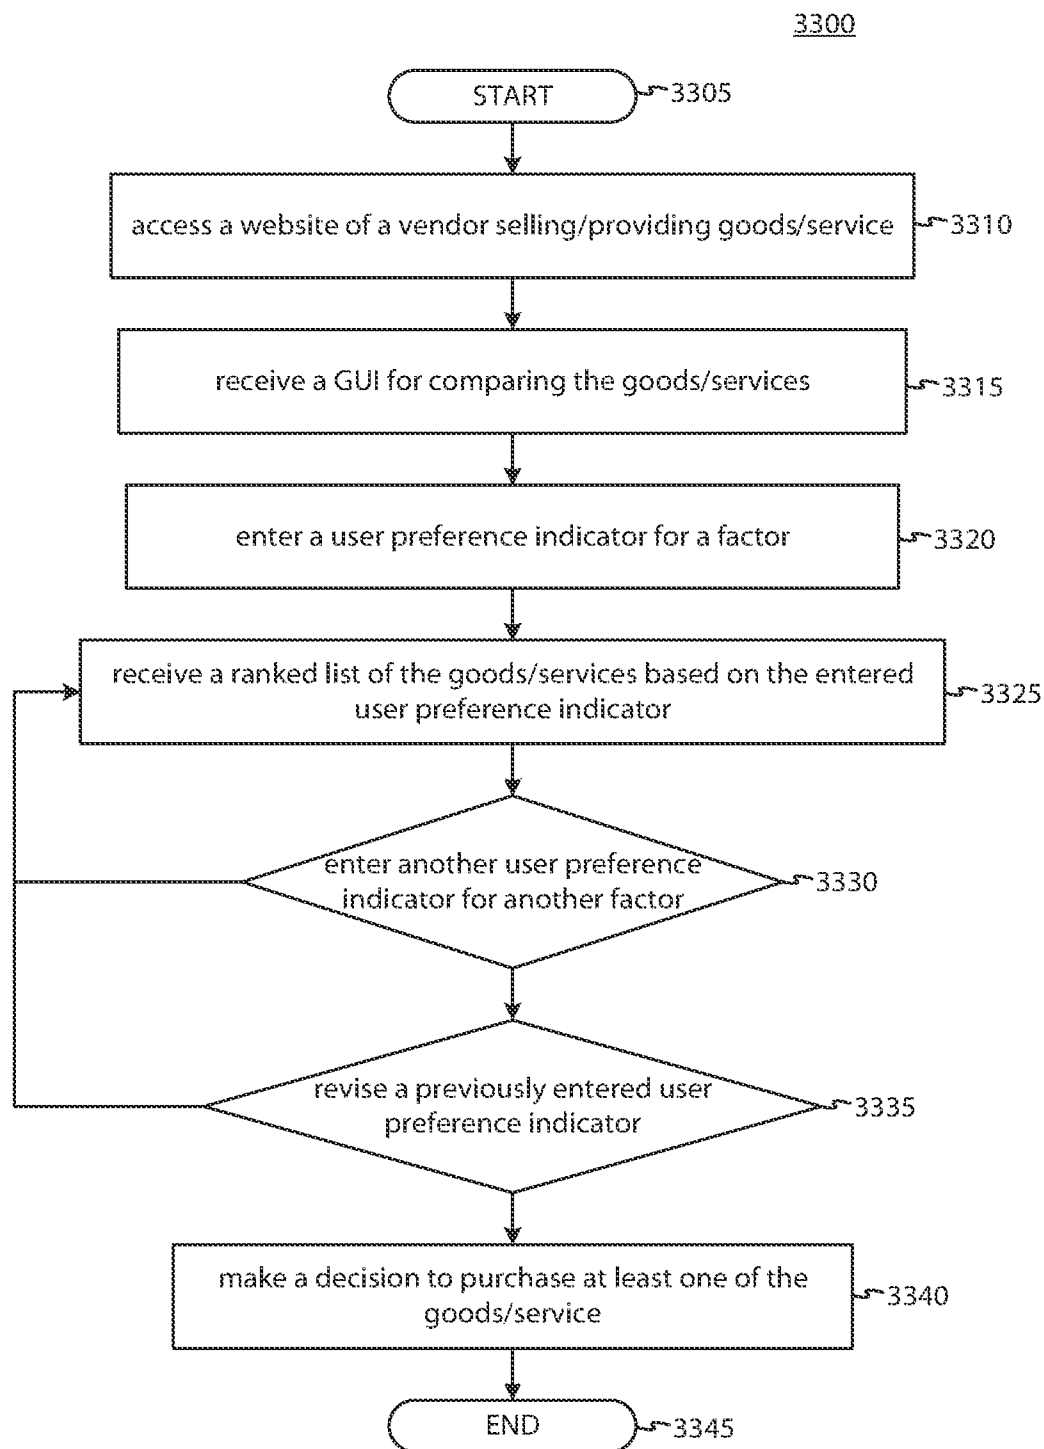 3300
START
3305
access a website of a vendor selling/providing goods/service
3310
receive a GUI for comparing the goods/services
3315
enter a user preference indicator for a factor
3320
receive a ranked list of the goods/services based on the entered
user preference indicator
3325
enter another user preference
indicator for another factor
3330
revise a previously entered user
preference indicator
3335
make a decision to purchase at least one of the
goods/service
3340
END
3345